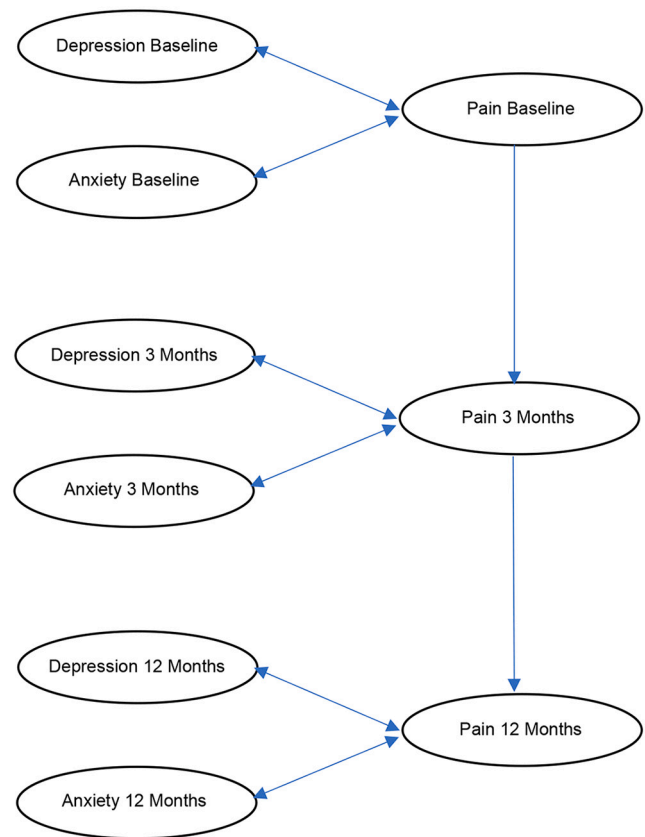 Depression Baseline
Pain Baseline
Anxiety Baseline
Depression 3 Months
Pain 3 Months
Anxiety 3 Months
Depression 12 Months
Pain 12 Months
Anxiety 12 Months